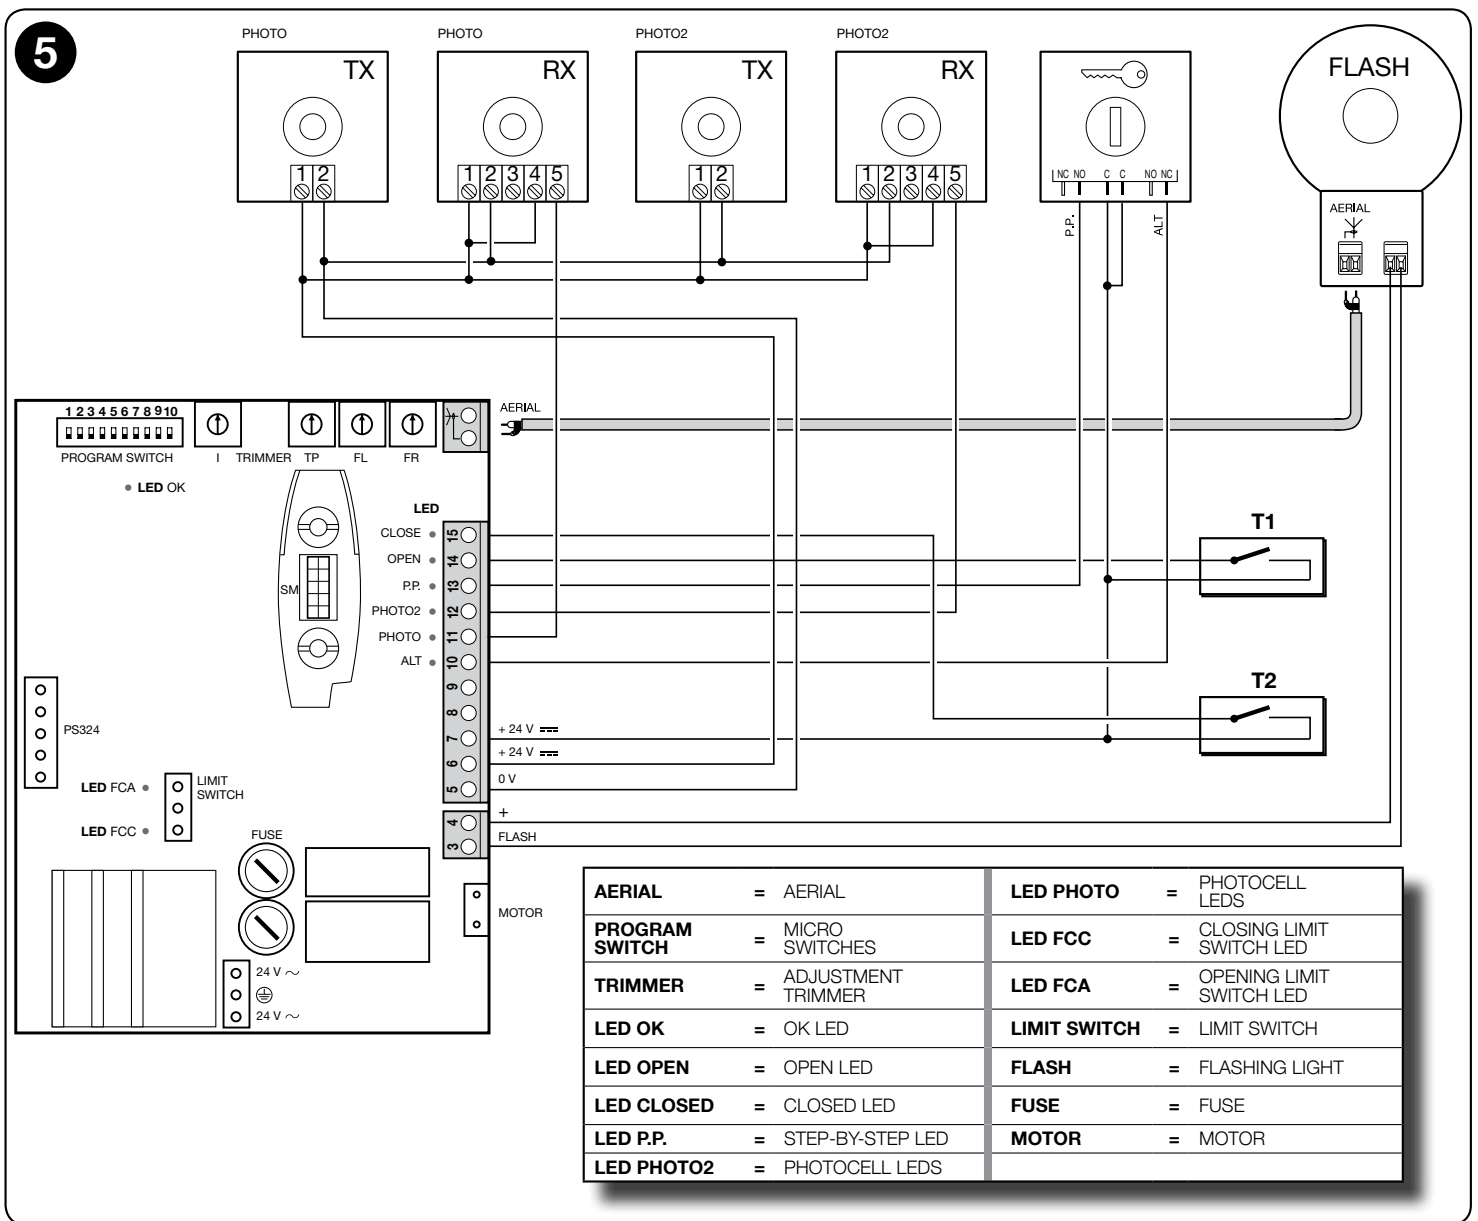 5
PHOTO PHOTO PHOTO2 PHOTO2
TX RX TX RX FLASH
1 2 1 2 3 4 5 1 2 1 2 3 4 5
NC NO C C NO NC
P.P. ALT
AERIAL
1 2 3 4 5 6 7 8 9 10
PROGRAM SWITCH I TRIMMER TP FL FR
AERIAL
LED OK
LED
CLOSE 15
OPEN 14
P.P. 13
PHOTO2 12
PHOTO 11
ALT 10
9
8
7 + 24 V
6 + 24 V
5 0 V
4 +
3 FLASH
SM
T1
T2
PS324
LED FCA
LIMIT
SWITCH
LED FCC
FUSE
MOTOR
24 V ~
24 V ~
AERIAL = AERIAL
PROGRAM
SWITCH = MICRO
SWITCHES
TRIMMER = ADJUSTMENT
TRIMMER
LED OK = OK LED
LED OPEN = OPEN LED
LED CLOSED = CLOSED LED
LED P.P. = STEP-BY-STEP LED
LED PHOTO2 = PHOTOCELL LEDS
LED PHOTO = PHOTOCELL
LEDS
LED FCC = CLOSING LIMIT
SWITCH LED
LED FCA = OPENING LIMIT
SWITCH LED
LIMIT SWITCH = LIMIT SWITCH
FLASH = FLASHING LIGHT
FUSE = FUSE
MOTOR = MOTOR